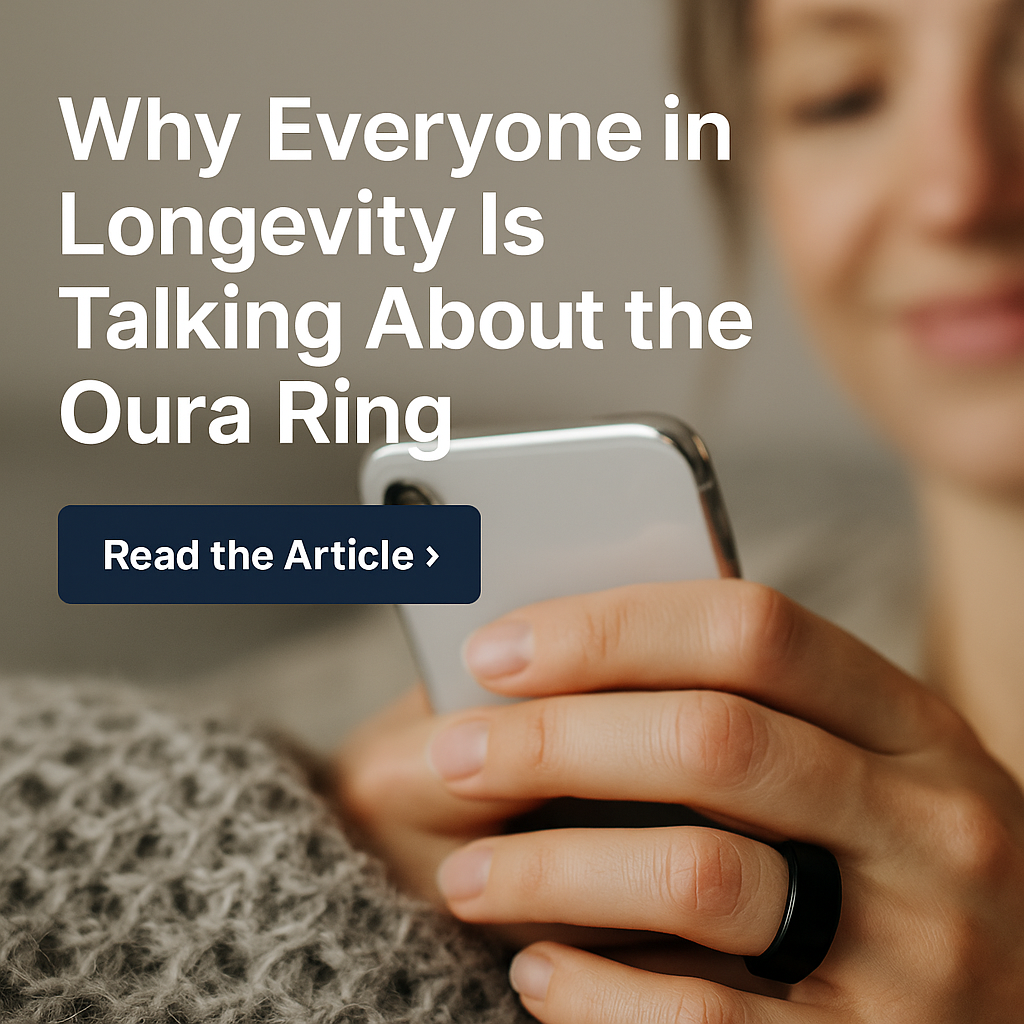 Why Everyone in
Longevity Is
Talking About the
Oura Ring
Read the Article ›